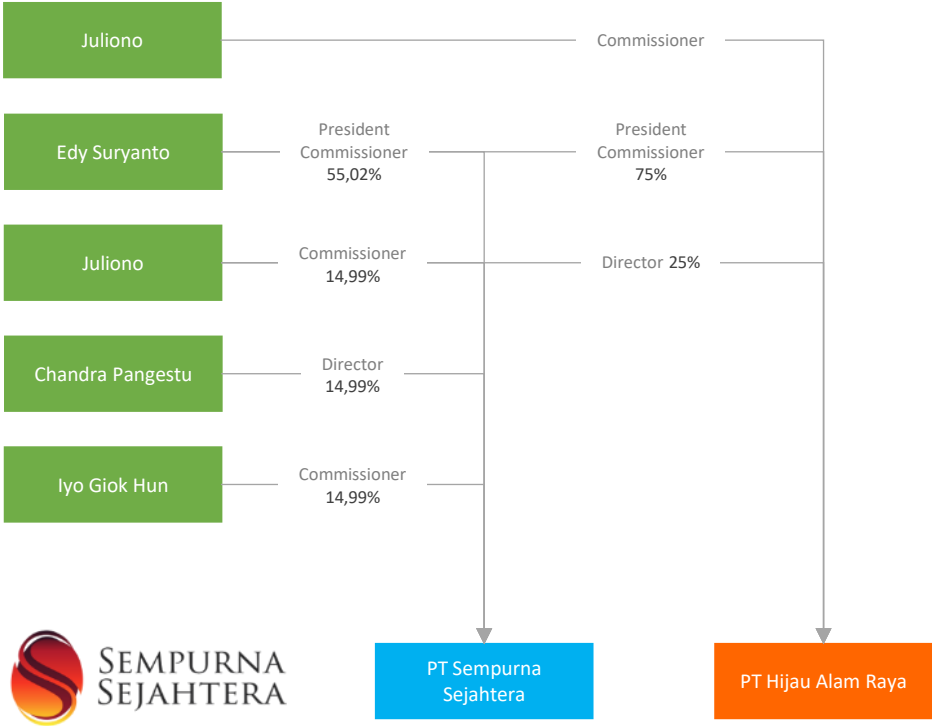 Juliono
Commissioner
Edy Suryanto
President
Commissioner
55,02%
President
Commissioner
75%
Juliono
Commissioner
14,99%
Director 25%
Chandra Pangestu
Director
14,99%
Iyo Giok Hun
Commissioner
14,99%
SEMPURNA
SEJAHTERA
PT Sempurna
Sejahtera
PT Hijau Alam Raya